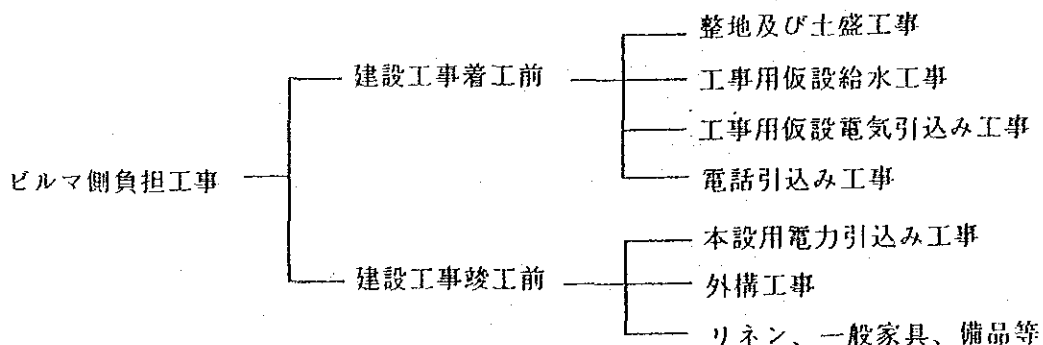 ビルマ側負担工事
建設工事着工前
整地及び土盛工事
工事用仮設給水工事
工事用仮設電気引込み工事
電話引込み工事
建設工事竣工前
本設用電力引込み工事
外構工事
リネン、一般家具、備品等